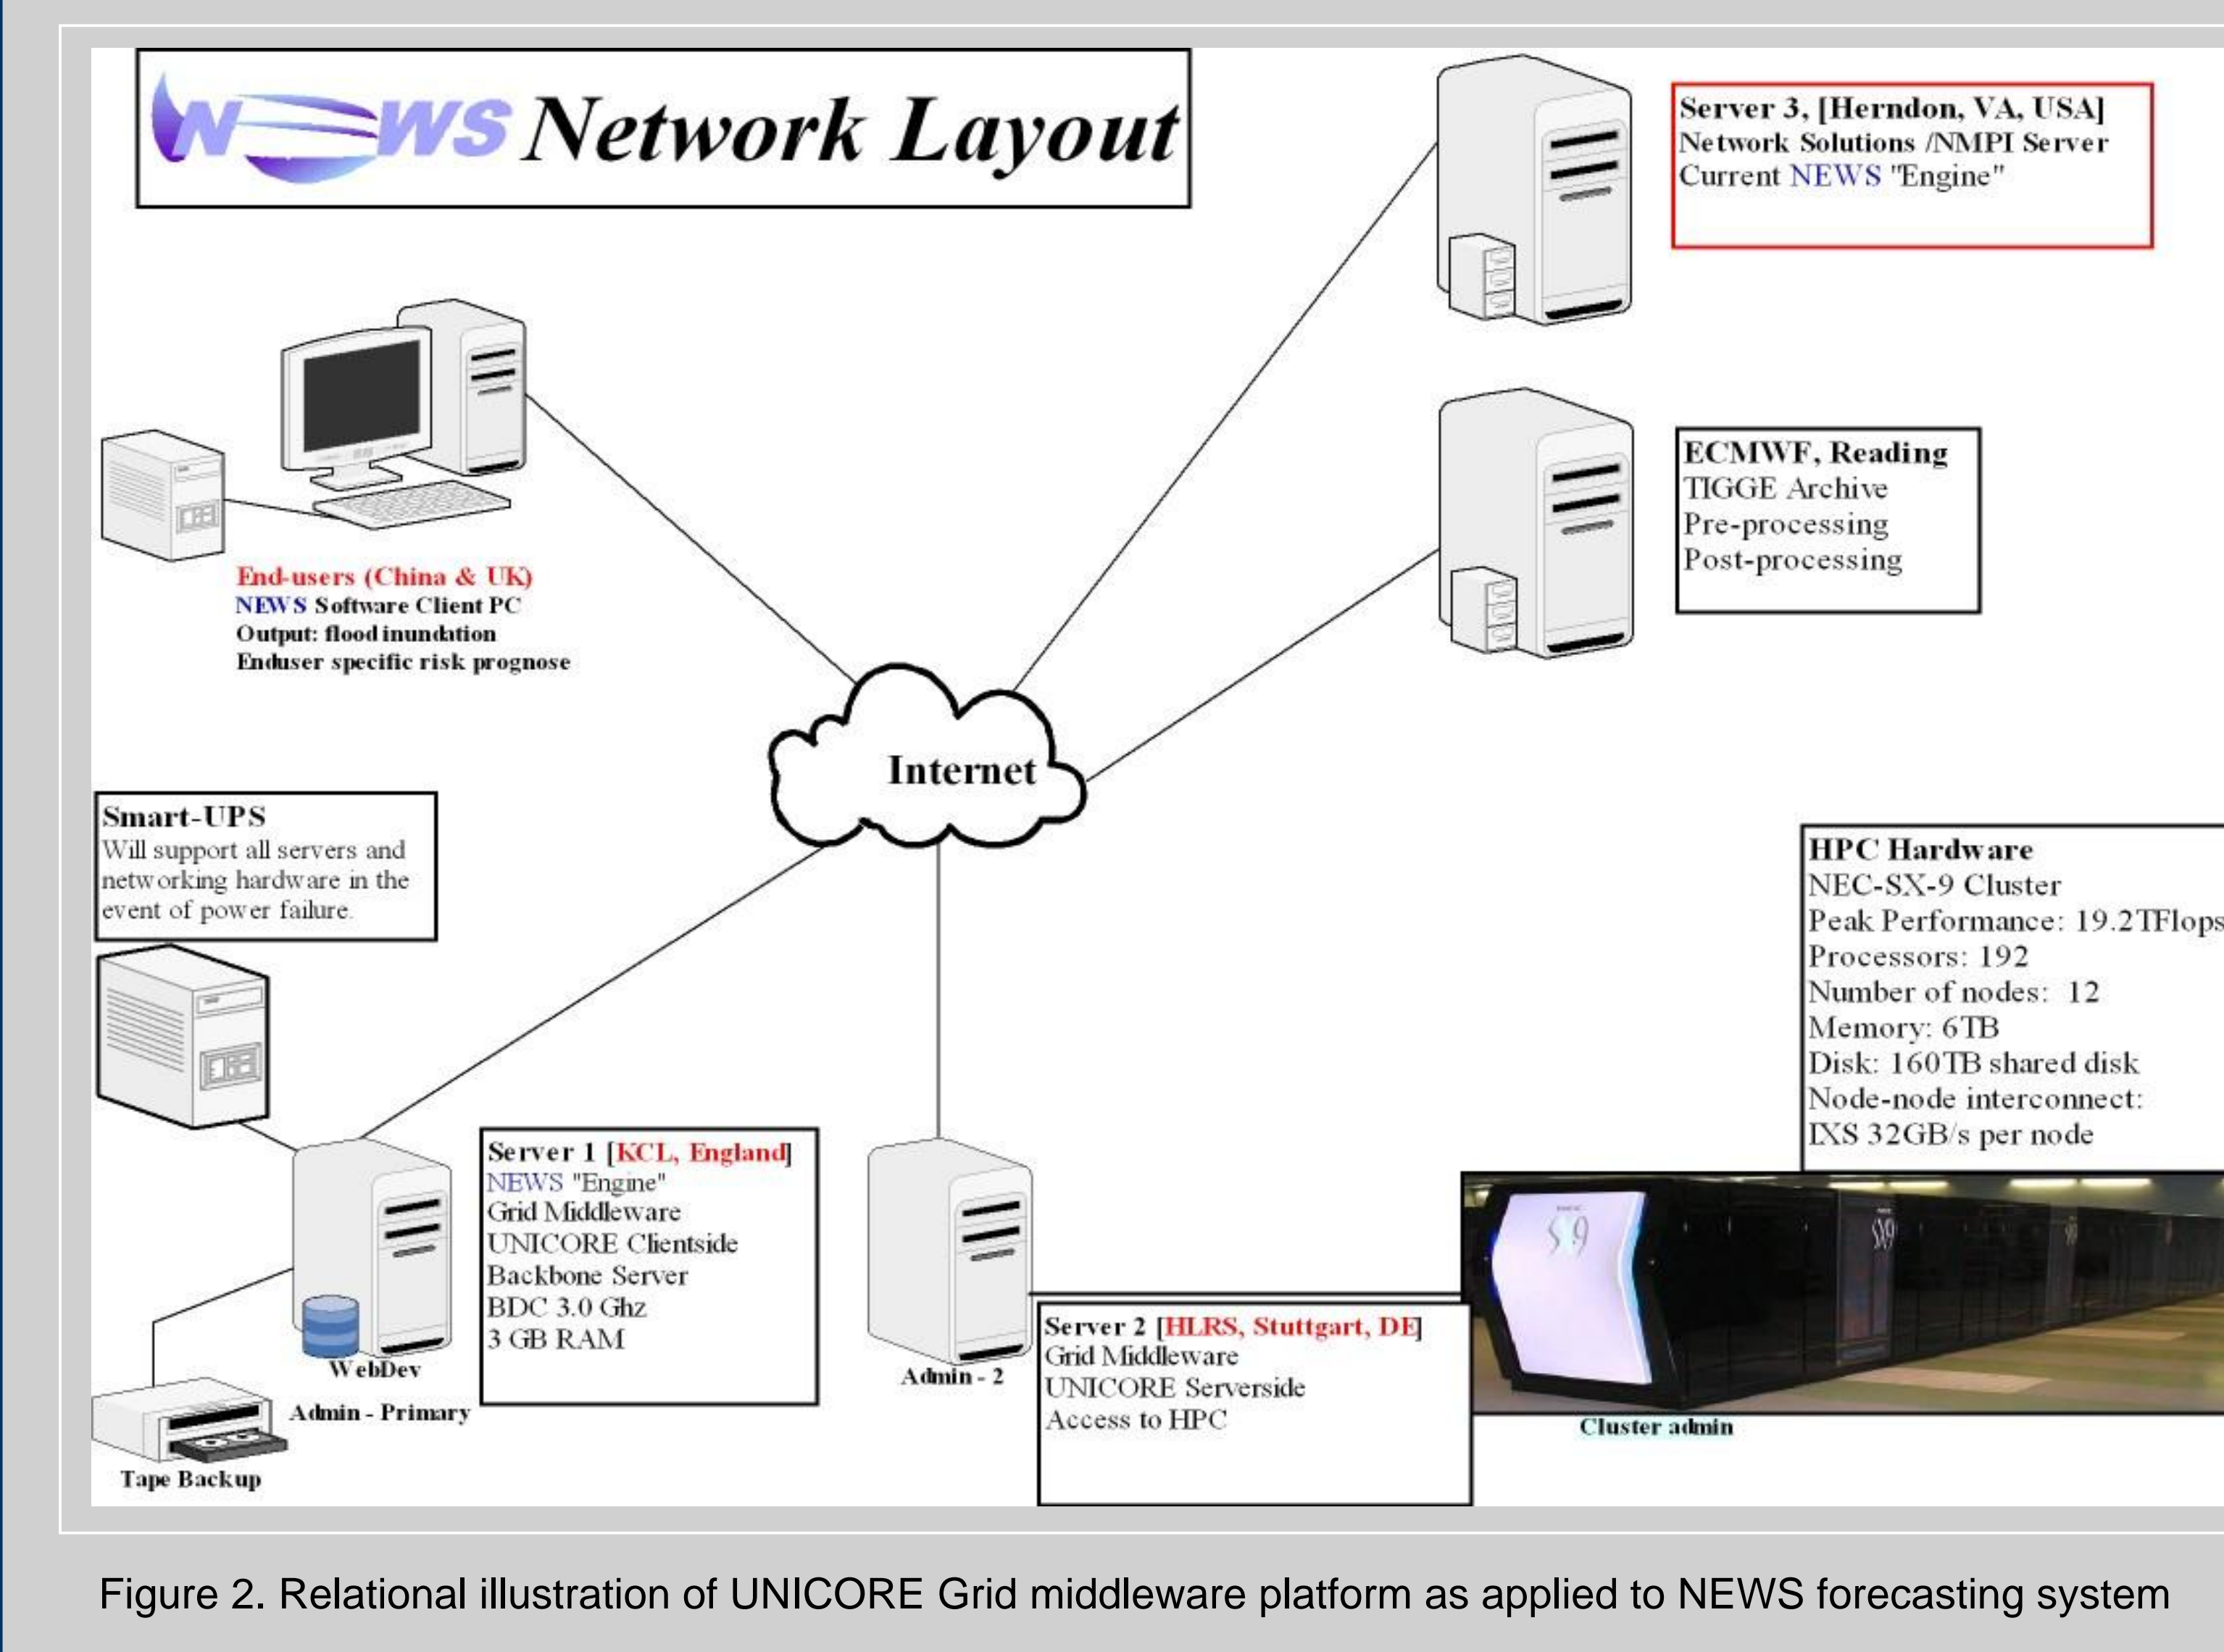 NEWS Network Layout
Server 3, [Herndon, VA, USA]
Network Solutions /NMPI Server
Current NEWS "Engine"
ECMWF, Reading
TIGGE Archive
Pre-processing
Post-processing
End-users (China & UK)
NEWS Software Client PC
Output: flood inundation
Enduser specific risk prognose
Internet
Smart-UPS
Will support all servers and
networking hardware in the
event of power failure.
HPC Hardware
NEC-SX-9 Cluster
Peak Performance: 19.2TFlops
Processors: 192
Number of nodes: 12
Memory: 6TB
Disk: 160TB shared disk
Node-node interconnect:
IXS 32GB/s per node
Server 1 [KCL, England]
NEWS "Engine"
Grid Middleware
UNICORE Clientside
Backbone Server
BDC 3.0 Ghz
3 GB RAM
WebDev
Admin - Primary
Tape Backup
Admin - 2
Server 2 [HLRS, Stuttgart, DE]
Grid Middleware
UNICORE Serverside
Access to HPC
SX9
SX9
Cluster admin
Figure 2. Relational illustration of UNICORE Grid middleware platform as applied to NEWS forecasting system